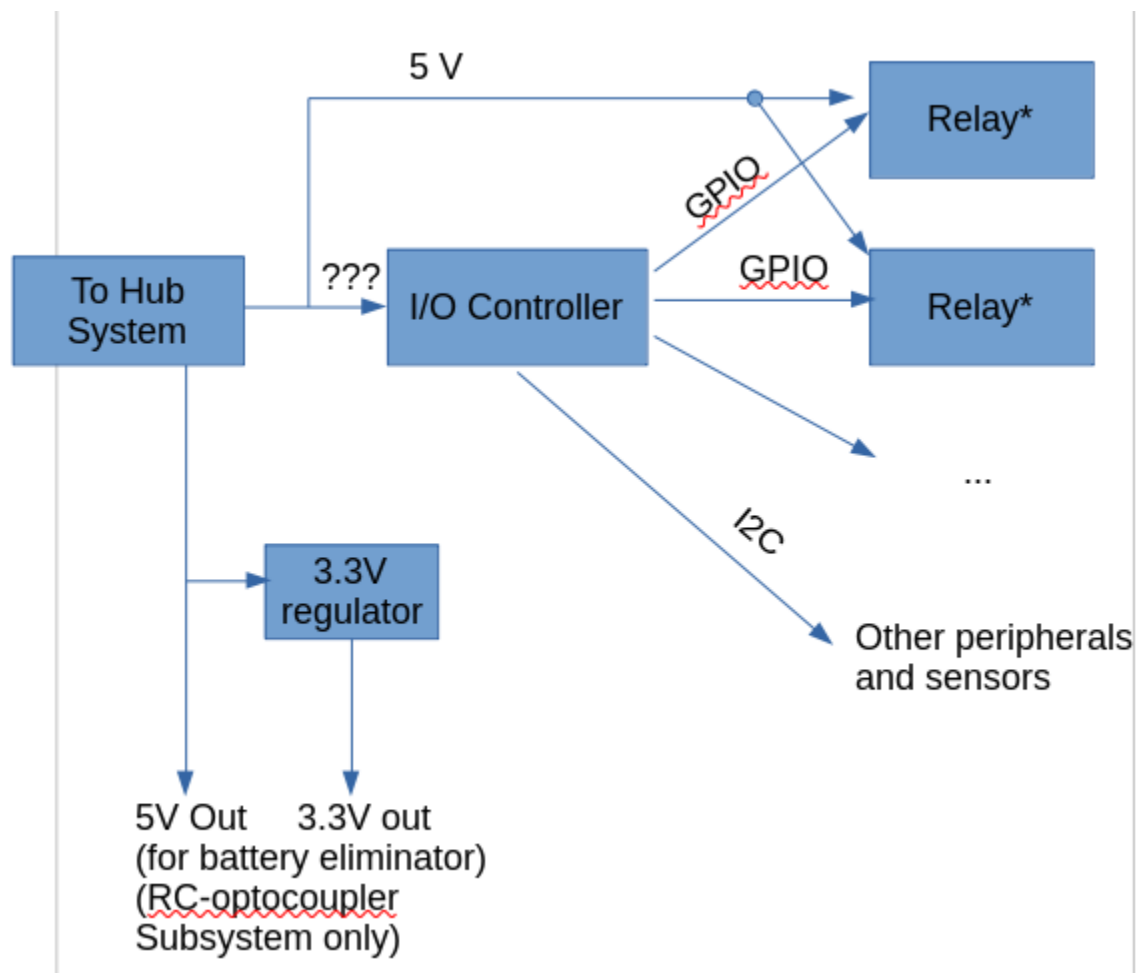 5 V
Relay*
GPIO
GPIO
To Hub
System
???
I/O Controller
Relay*
...
I2C
3.3V
regulator
Other peripherals
and sensors
5V Out 3.3V out
(for battery eliminator)
(RC-optocoupler
Subsystem only)